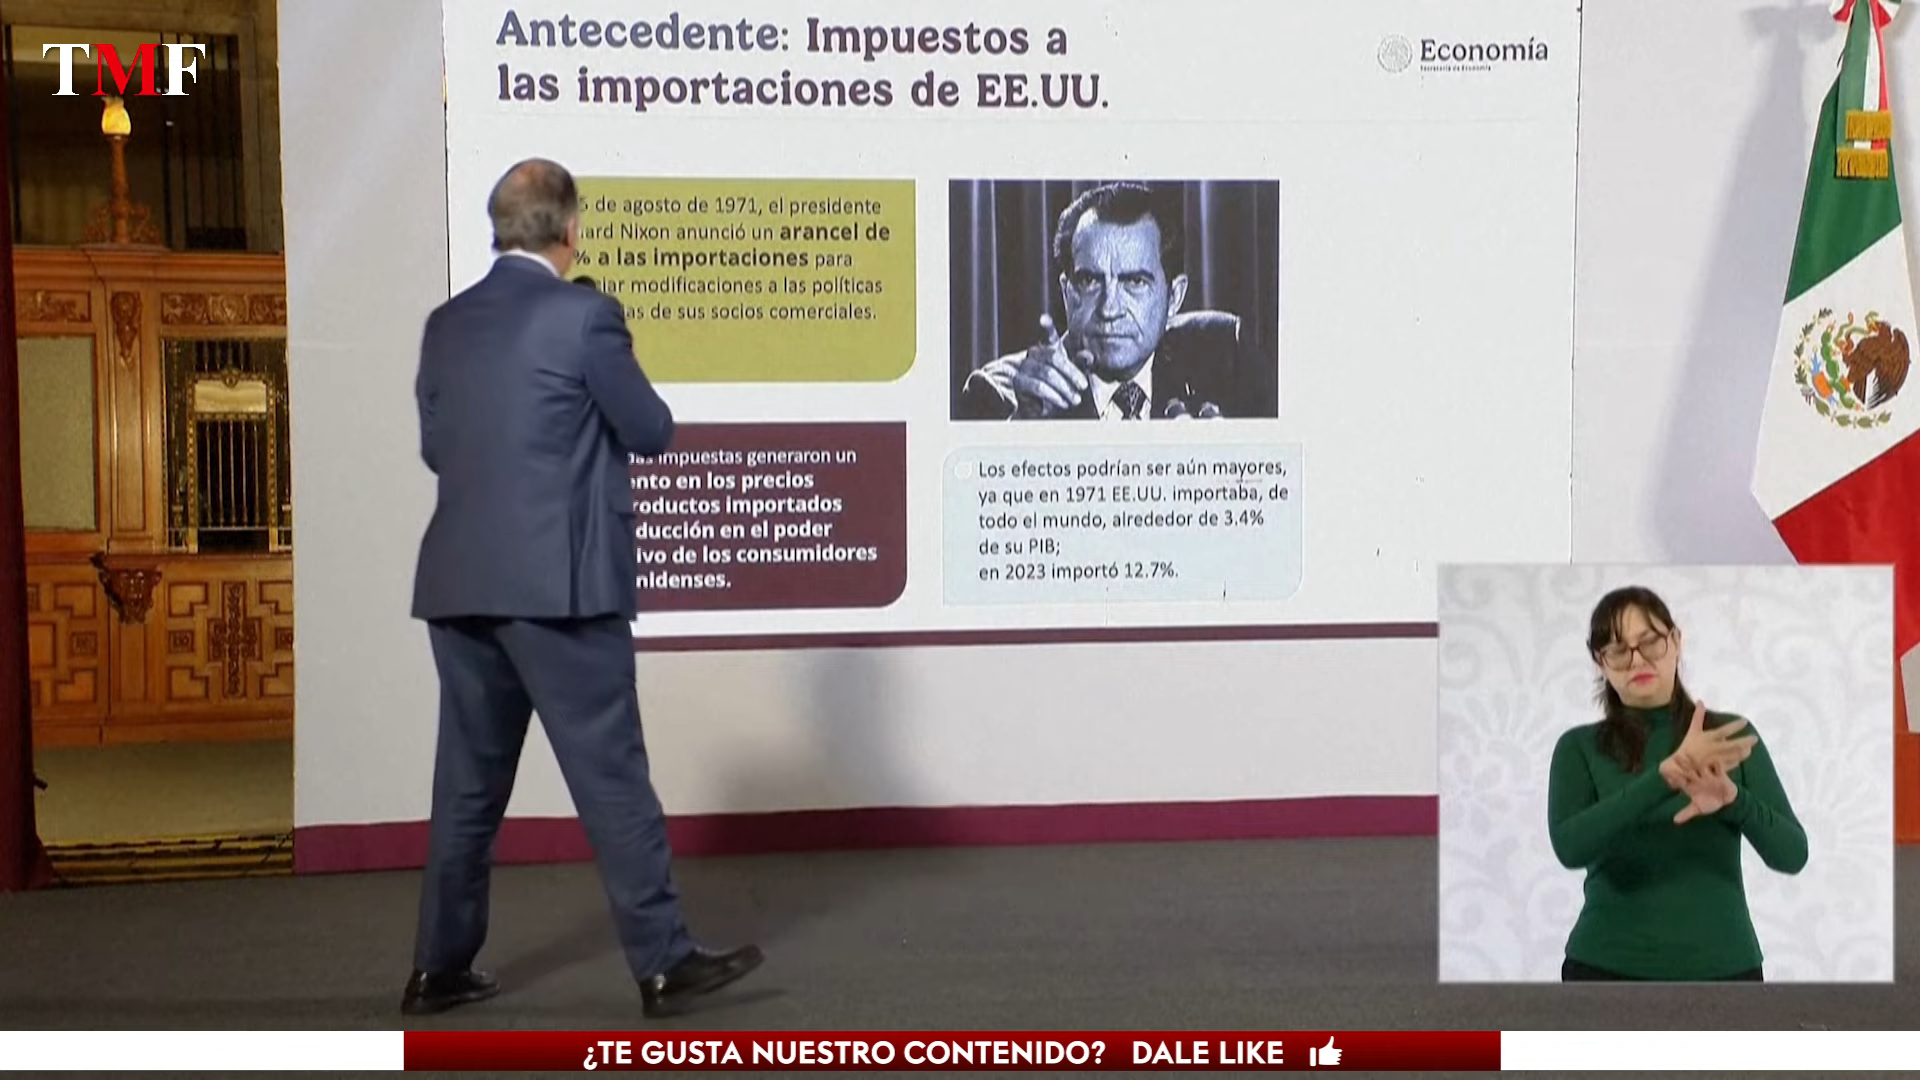 TMF
Antecedente: Impuestos a
las importaciones de EE.UU.
Economía
Secretaría de Economía
de agosto de 1971, el presidente
Nixon anunció un arancel de
% a las importaciones para
modificaciones a las políticas
de sus socios comerciales.
impuestas generaron un
en los precios
importados
en el poder
de los consumidores
Los efectos podrían ser aún mayores,
ya que en 1971 EE.UU. importaba, de
todo el mundo, alrededor de 3.4%
de su PIB;
en 2023 importó 12.7%.
¿TE GUSTA NUESTRO CONTENIDO? DALE LIKE